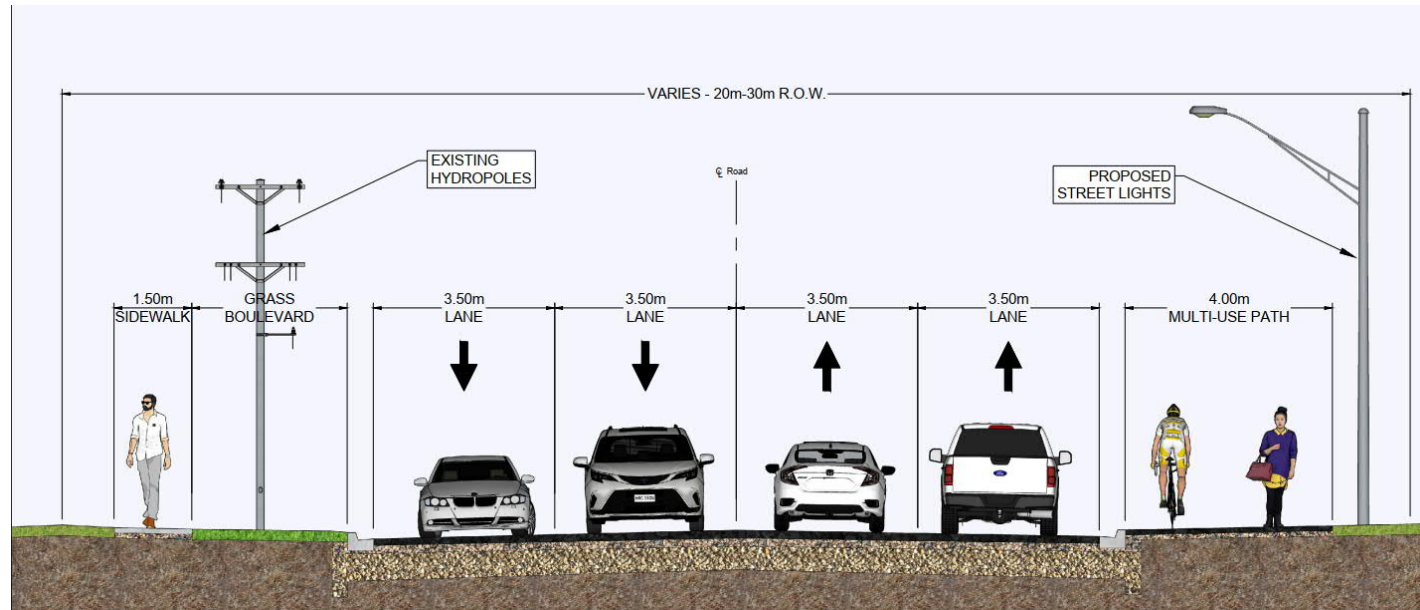 VARIES - 20m-30m R.O.W.
EXISTING
HYDROPOLES
℄ Road
PROPOSED
STREET LIGHTS
1.50m
SIDEWALK
GRASS
BOULEVARD
3.50m
LANE
3.50m
LANE
3.50m
LANE
3.50m
LANE
4.00m
MULTI-USE PATH